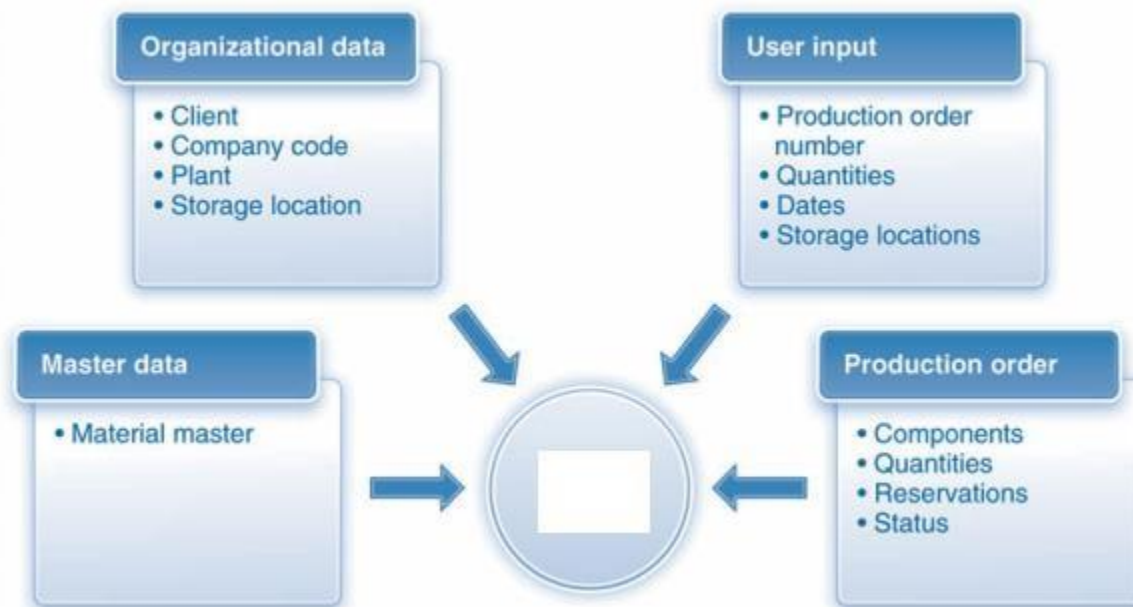 Organizational data
• Client
• Company code
• Plant
• Storage location
User input
• Production order
number
• Quantities
• Dates
• Storage locations
Master data
• Material master
Production order
• Components
• Quantities
• Reservations
• Status